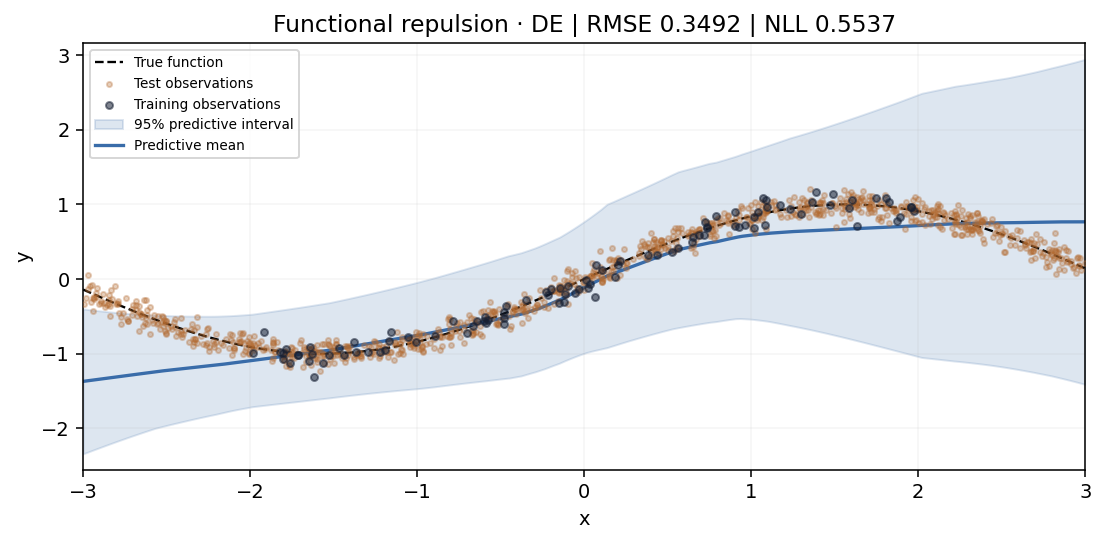 Functional repulsion · DE | RMSE 0.3492 | NLL 0.5537
True function
Test observations
Training observations
95% predictive interval
Predictive mean
3
2
1
0
−1
−2
y
−3
−2
−1
0
1
2
3
x